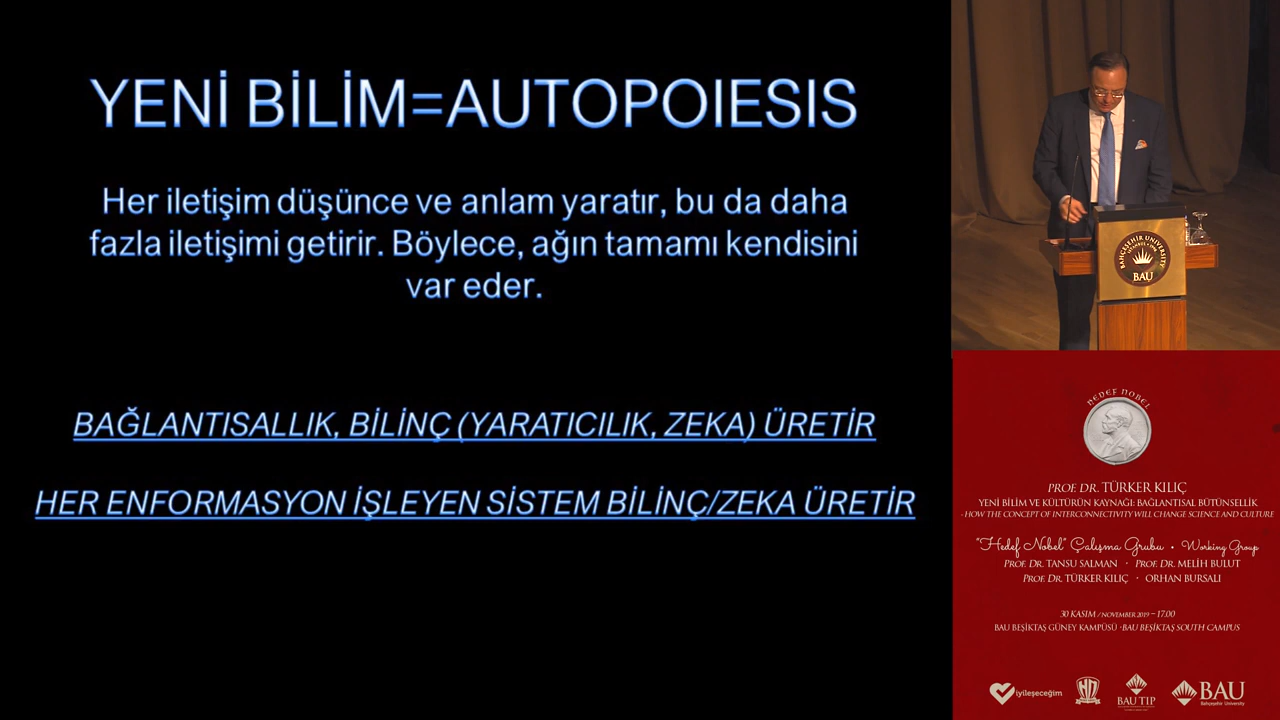 YENİ BİLİM=AUTOPOIESIS
Her iletişim düşünce ve anlam yaratır, bu da daha
fazla iletişimi getirir. Böylece, ağın tamamı kendisini
var eder.
BAĞLANTISALLIK, BİLİNÇ (YARATICILIK, ZEKA) ÜRETİR
HER ENFORMASYON İŞLEYEN SİSTEM BİLİNÇ/ZEKA ÜRETİR
BAHÇEŞEHİR UNIVERSITY
BAU
HEDEF NOBEL
PROF. DR. TÜRKER KILIÇ
YENİ BİLİM VE KÜLTÜRÜN KAYNAĞI: BAĞLANTISAL BÜTÜNSELLİK
- HOW THE CONCEPT OF INTERCONNECTIVITY WILL CHANGE SCIENCE AND CULTURE
"Hedef Nobel" Çalışma Grubu • Working Group
PROF. DR. TANSU SALMAN • PROF. DR. MELİH BULUT
PROF. DR. TÜRKER KILIÇ • ORHAN BURSALI
30 KASIM / NOVEMBER 2019 – 17.00
BAU BEŞİKTAŞ GÜNEY KAMPÜSÜ - BAU BEŞİKTAŞ SOUTH CAMPUS
iyileşeceğim
BAU TIP
BAU
Bahçeşehir University